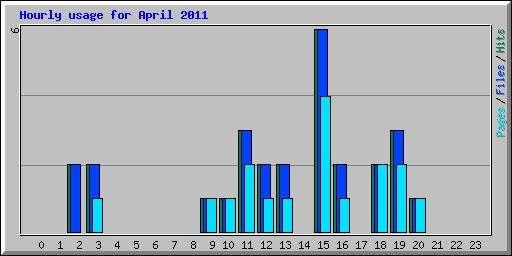 Hourly usage for April 2011
6
Pages/Files/Hits
0 1 2 3 4 5 6 7 8 9 10 11 12 13 14 15 16 17 18 19 20 21 22 23